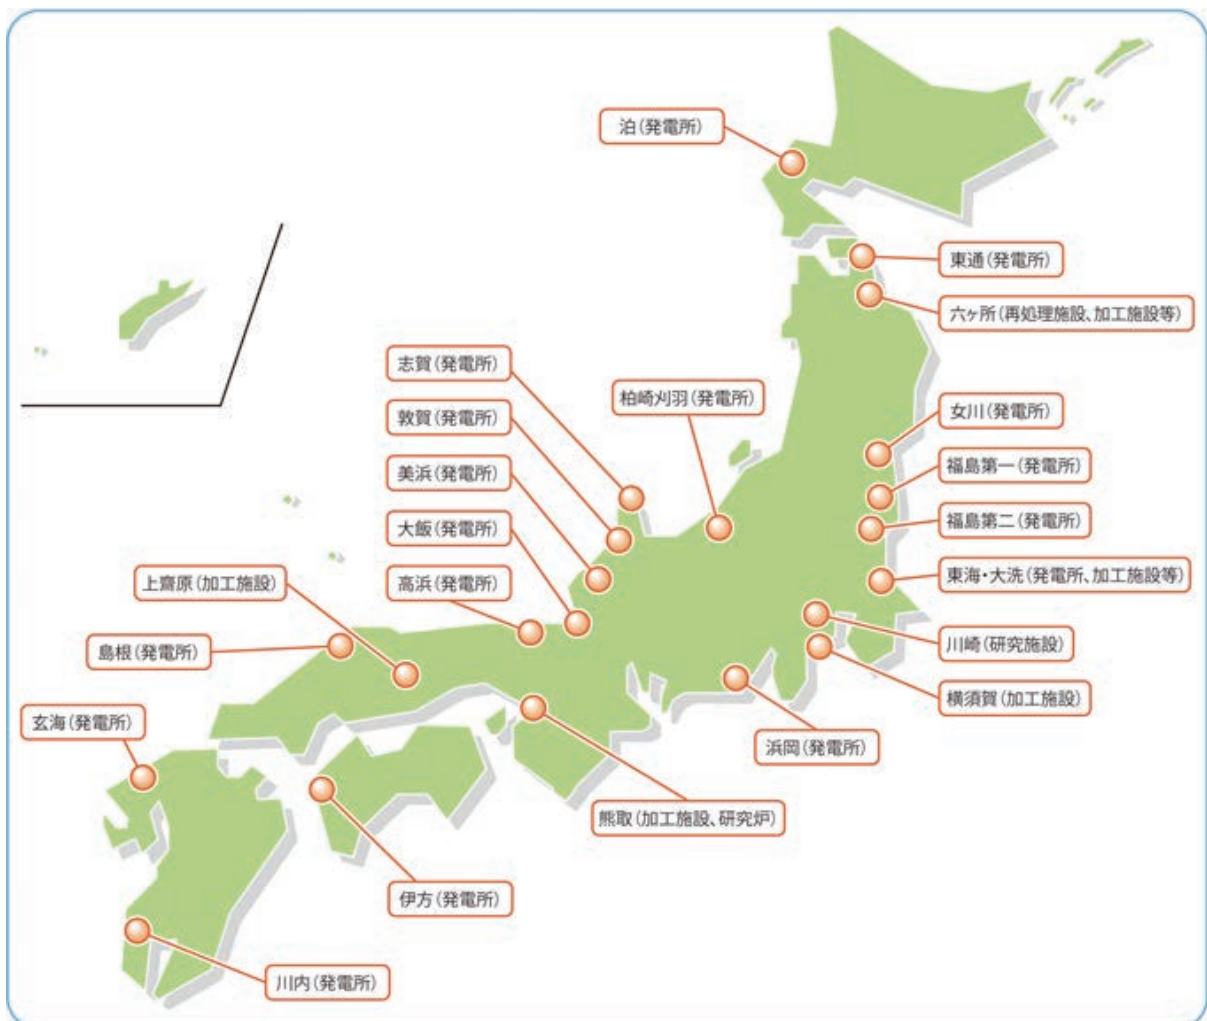 泊(発電所)
東通(発電所)
六ヶ所(再処理施設、加工施設等)
志賀(発電所)
柏崎刈羽(発電所)
敦賀(発電所)
女川(発電所)
美浜(発電所)
福島第一(発電所)
大飯(発電所)
福島第二(発電所)
上齋原(加工施設)
高浜(発電所)
東海・大洗(発電所、加工施設等)
島根(発電所)
川崎(研究施設)
横須賀(加工施設)
玄海(発電所)
浜岡(発電所)
熊取(加工施設、研究炉)
伊方(発電所)
川内(発電所)